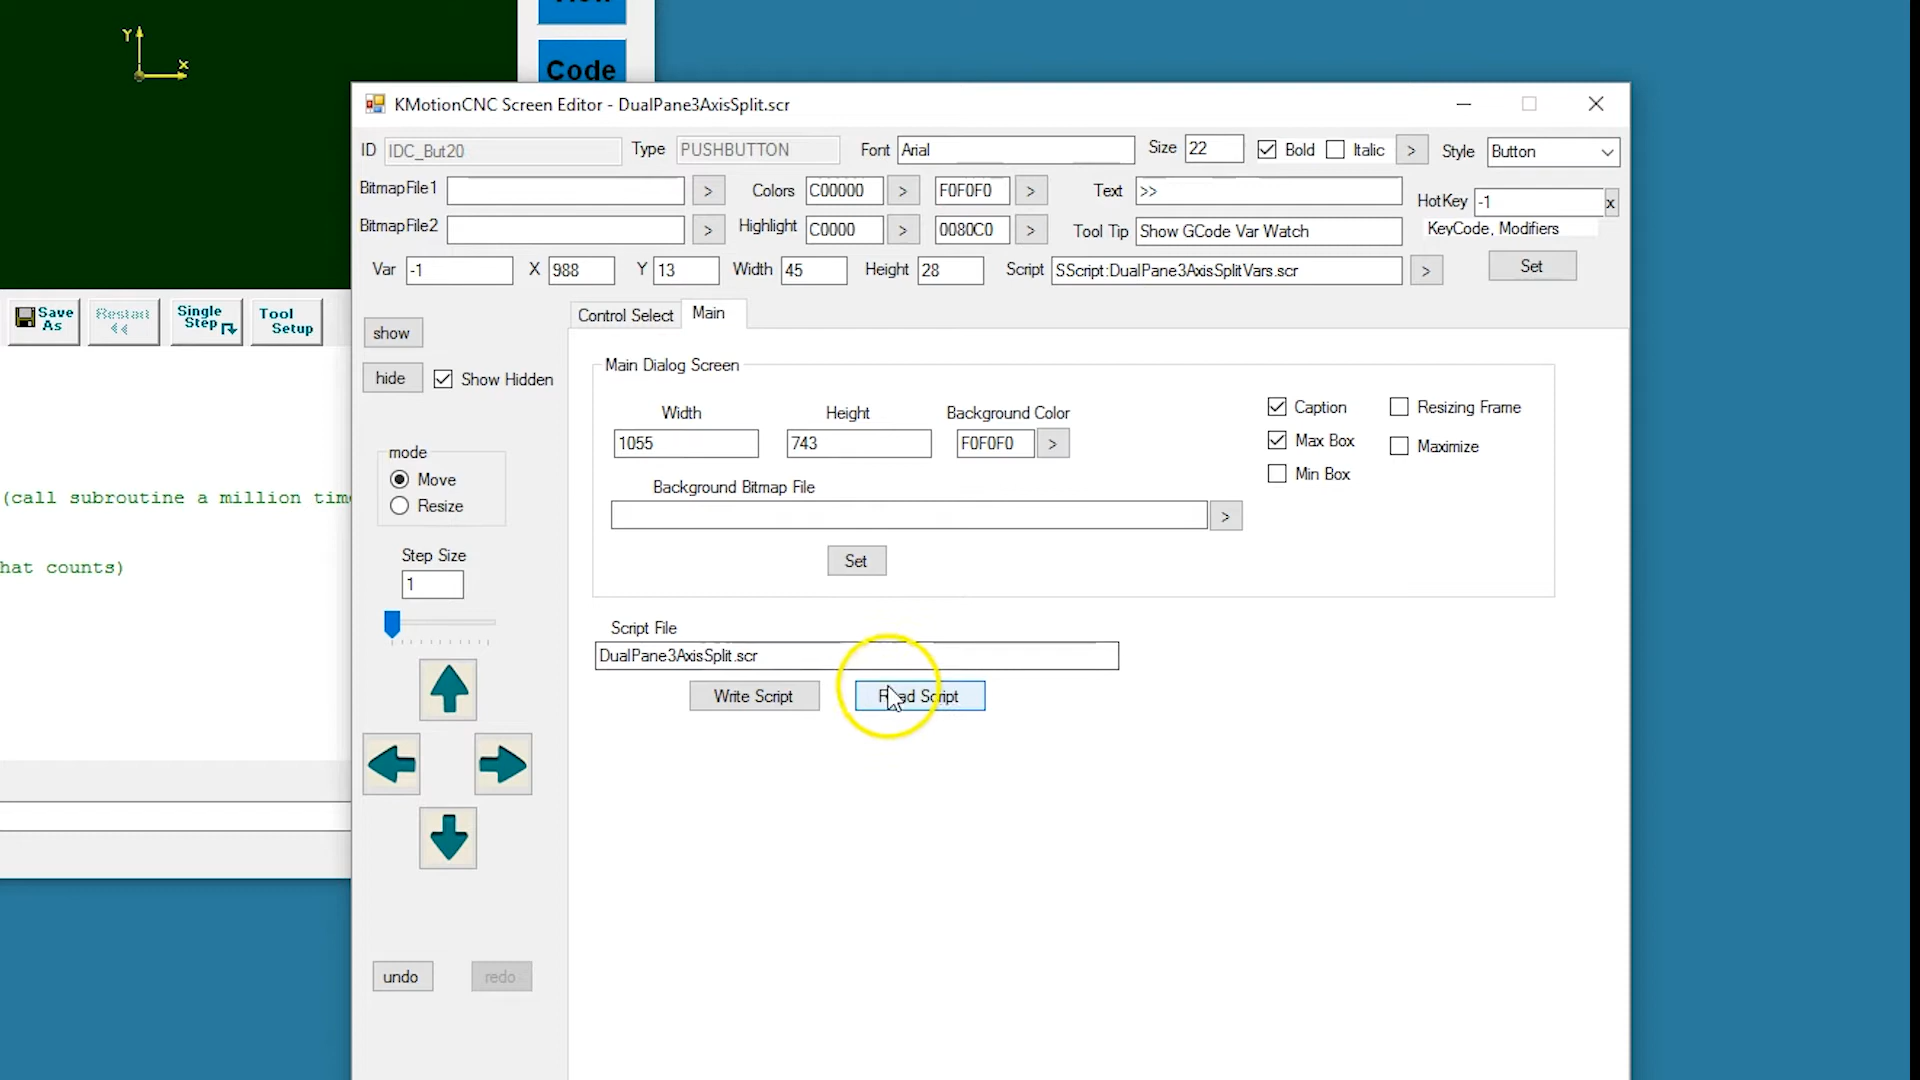 Y
X
Code
KMotionCNC Screen Editor - DualPane3AxisSplit.scr
ID IDC_But20 Type PUSHBUTTON Font Arial Size 22 Bold Italic > Style Button
BitmapFile1 > Colors C00000 > F0F0F0 > Text >> HotKey -1 x
BitmapFile2 > Highlight C0000 > 0080C0 > Tool Tip Show GCode Var Watch KeyCode, Modifiers
Var -1 X 988 Y 13 Width 45 Height 28 Script SScript:DualPane3AxisSplitVars.scr > Set
Save As
Restart <<
Single Step
Tool Setup
show
hide Show Hidden
Control Select Main
Main Dialog Screen
Width Height Background Color
1055 743 F0F0F0 >
Caption Resizing Frame
Max Box Maximize
Min Box
Background Bitmap File
>
Set
mode
Move
Resize
(call subroutine a million time
hat counts)
Step Size
1
Script File
DualPane3AxisSplit.scr
Write Script Read Script
undo redo